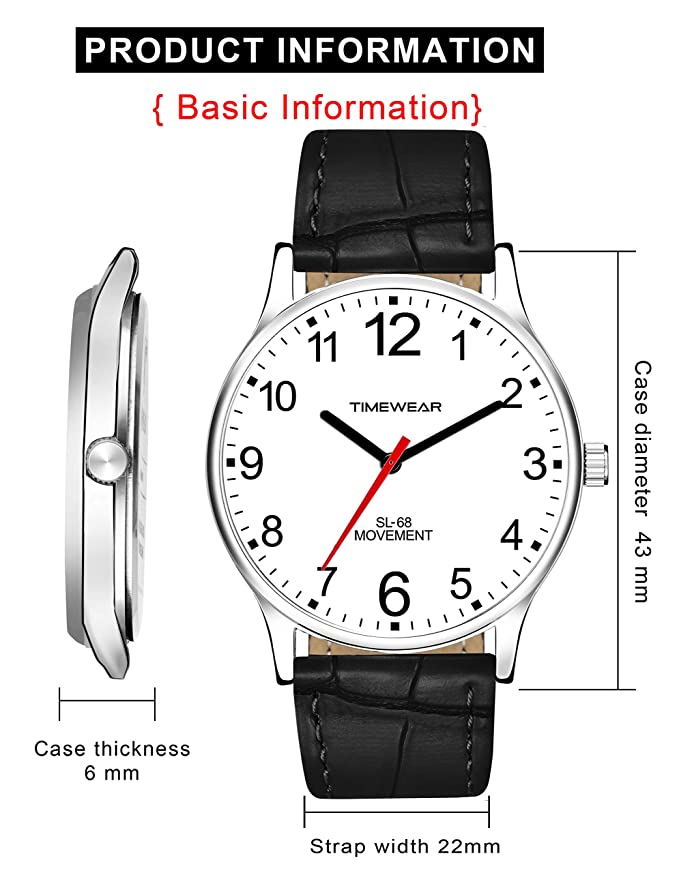 PRODUCT INFORMATION
{ Basic Information}
12
11
1
10
2
TIMEWEAR
9
3
SL-68
MOVEMENT
8
4
7
5
6
Case diameter 43 mm
Case thickness
6 mm
Strap width 22mm